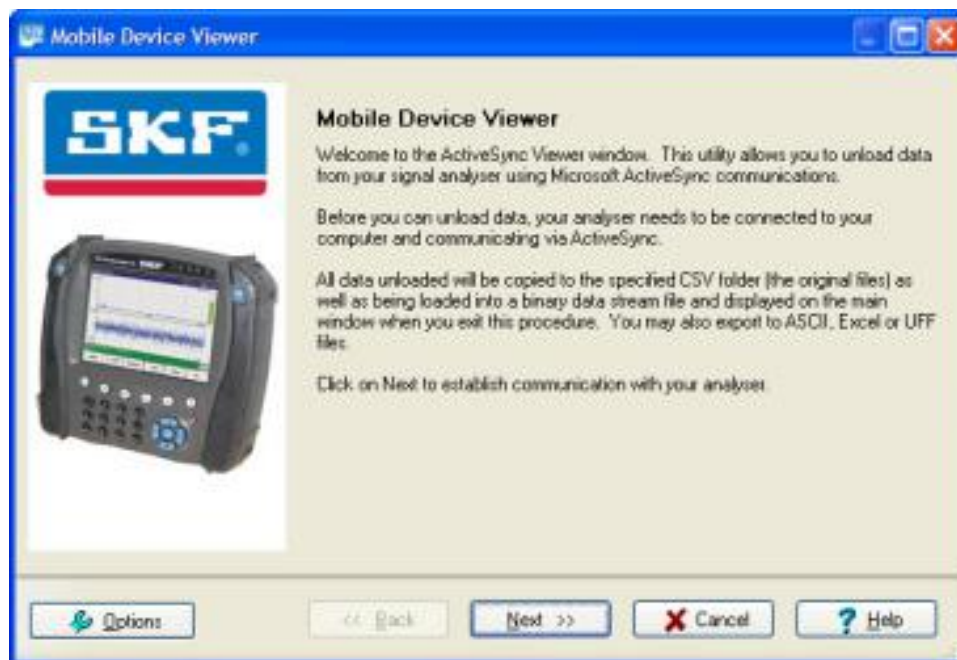 Mobile Device Viewer
SKF
Mobile Device Viewer
Welcome to the ActiveSync Viewer window. This utility allows you to unload data
from your signal analyser using Microsoft ActiveSync communications.
Before you can unload data, your analyser needs to be connected to your
computer and communicating via ActiveSync.
All data unloaded will be copied to the specified CSV folder (the original files) as
well as being loaded into a binary data stream file and displayed on the main
window when you exit this procedure. You may also export to ASCII, Excel or UFF
files.
Click on Next to establish communication with your analyser.
Options
<< Back
Next >>
Cancel
? Help